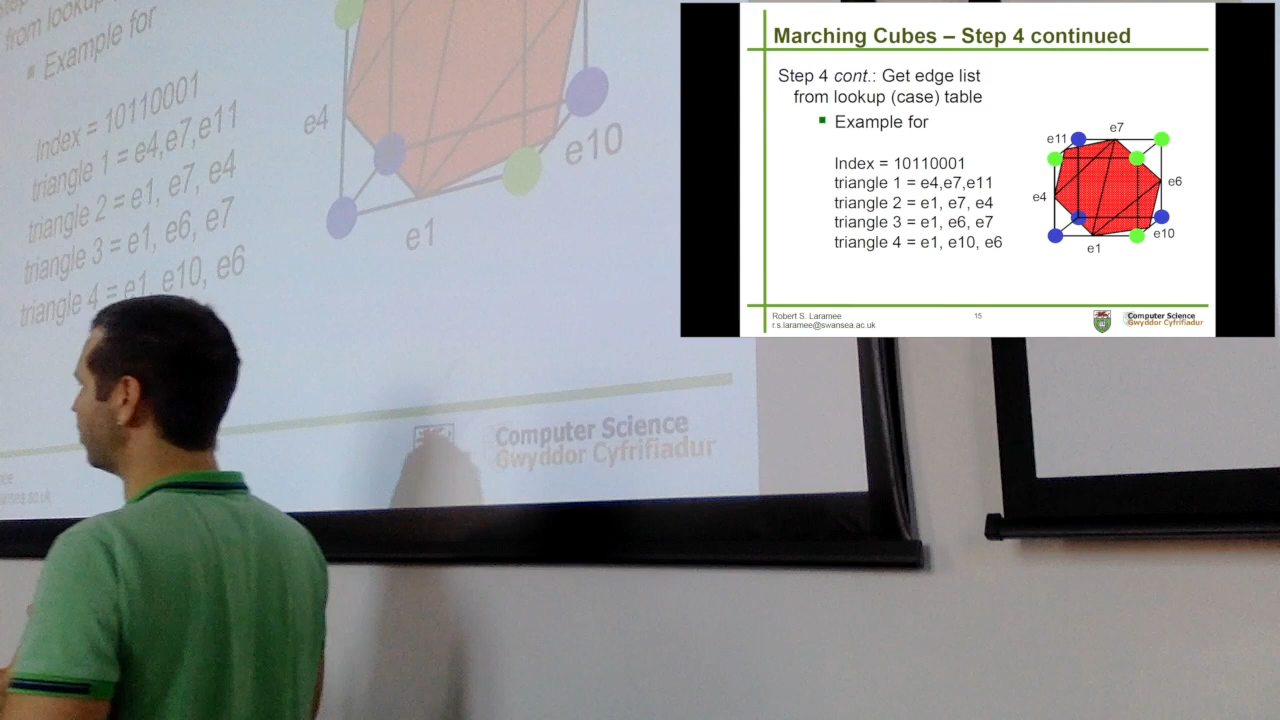 from lookup
Example for
Index = 10110001
triangle 1 = e4,e7,e11
triangle 2 = e1, e7, e4
triangle 3 = e1, e6, e7
triangle 4 = e1, e10, e6
e4
e10
e1
Computer Science
Gwyddor Cyfrifiadur
Marching Cubes – Step 4 continued
Step 4 cont.: Get edge list
from lookup (case) table
Example for
Index = 10110001
triangle 1 = e4,e7,e11
triangle 2 = e1, e7, e4
triangle 3 = e1, e6, e7
triangle 4 = e1, e10, e6
e7
e11
e6
e4
e10
e1
Robert S. Laramee
r.s.laramee@swansea.ac.uk
15
Computer Science
Gwyddor Cyfrifiadur